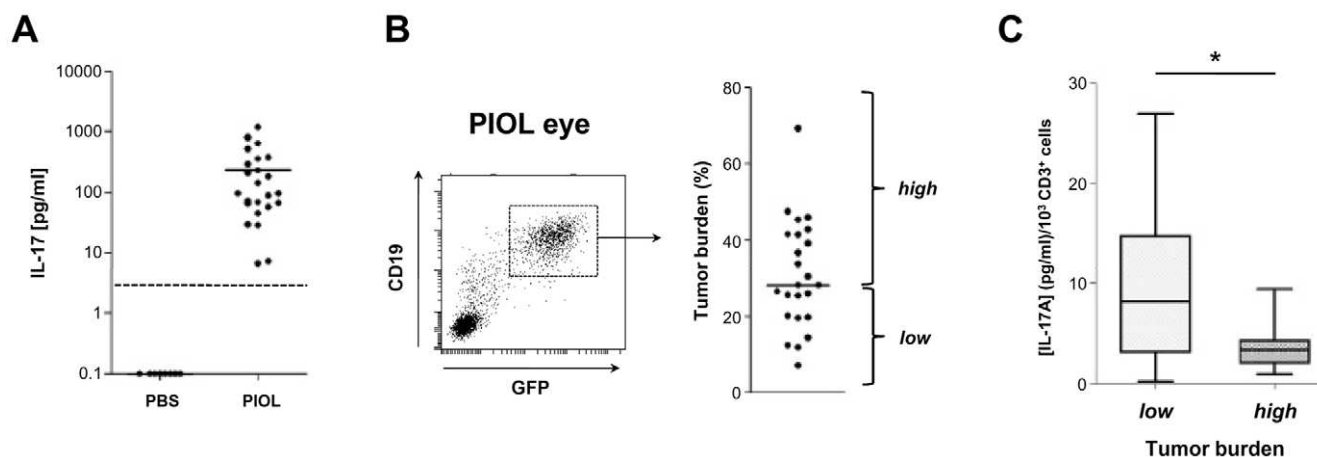 A
IL-17 [pg/ml]
10000
1000
100
10
1
0.1
PBS
PIOL
B
PIOL eye
CD19
GFP
Tumor burden (%)
80
60
40
20
0
high
low
C
*
[IL-17A] (pg/ml)/10³ CD3⁺ cells
30
20
10
0
low
high
Tumor burden